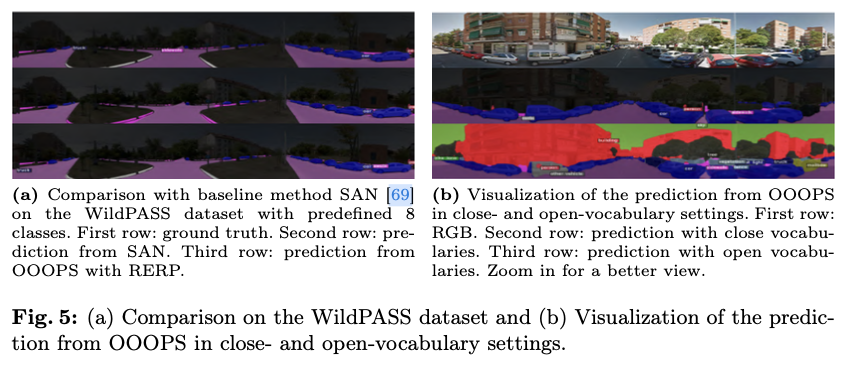 truck
sidewalk
building
(a) Comparison with baseline method SAN [69]
on the WildPASS dataset with predefined 8
classes. First row: ground truth. Second row: pre-
diction from SAN. Third row: prediction from
OOOPS with RERP.
(b) Visualization of the prediction from OOOPS
in close- and open-vocabulary settings. First row:
RGB. Second row: prediction with close vocabu-
laries. Third row: prediction with open vocabu-
laries. Zoom in for a better view.
Fig. 5: (a) Comparison on the WildPASS dataset and (b) Visualization of the predic-
tion from OOOPS in close- and open-vocabulary settings.